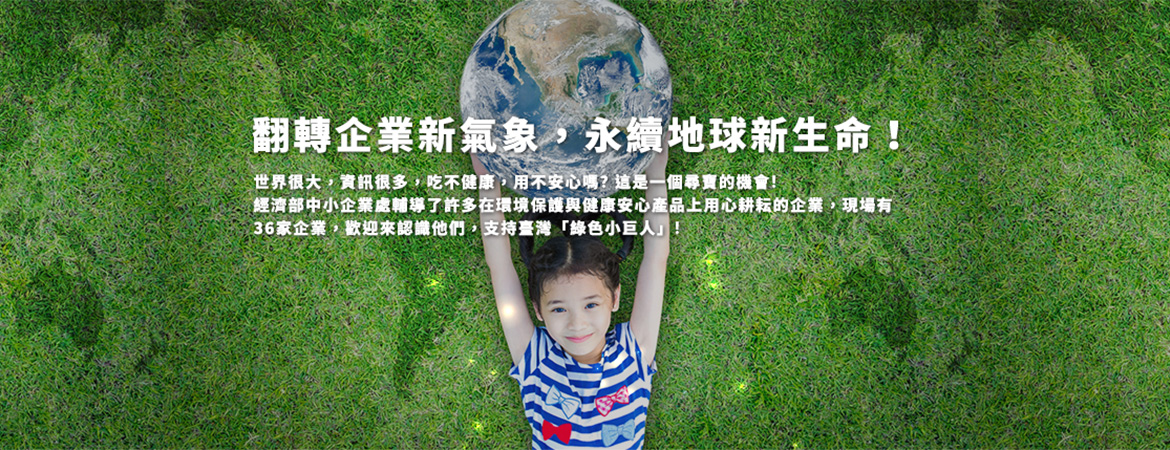 翻轉企業新氣象，永續地球新生命！
世界很大，資訊很多，吃不健康，用不安心嗎? 這是一個尋寶的機會!
經濟部中小企業處輔導了許多在環境保護與健康安心產品上用心耕耘的企業，現場有
36家企業，歡迎來認識他們，支持臺灣「綠色小巨人」!